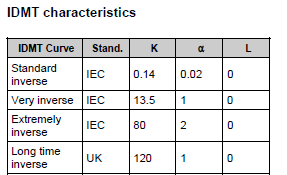 IDMT characteristics
IDMT Curve Stand. K α L
Standard inverse IEC 0.14 0.02 0
Very inverse IEC 13.5 1 0
Extremely inverse IEC 80 2 0
Long time inverse UK 120 1 0